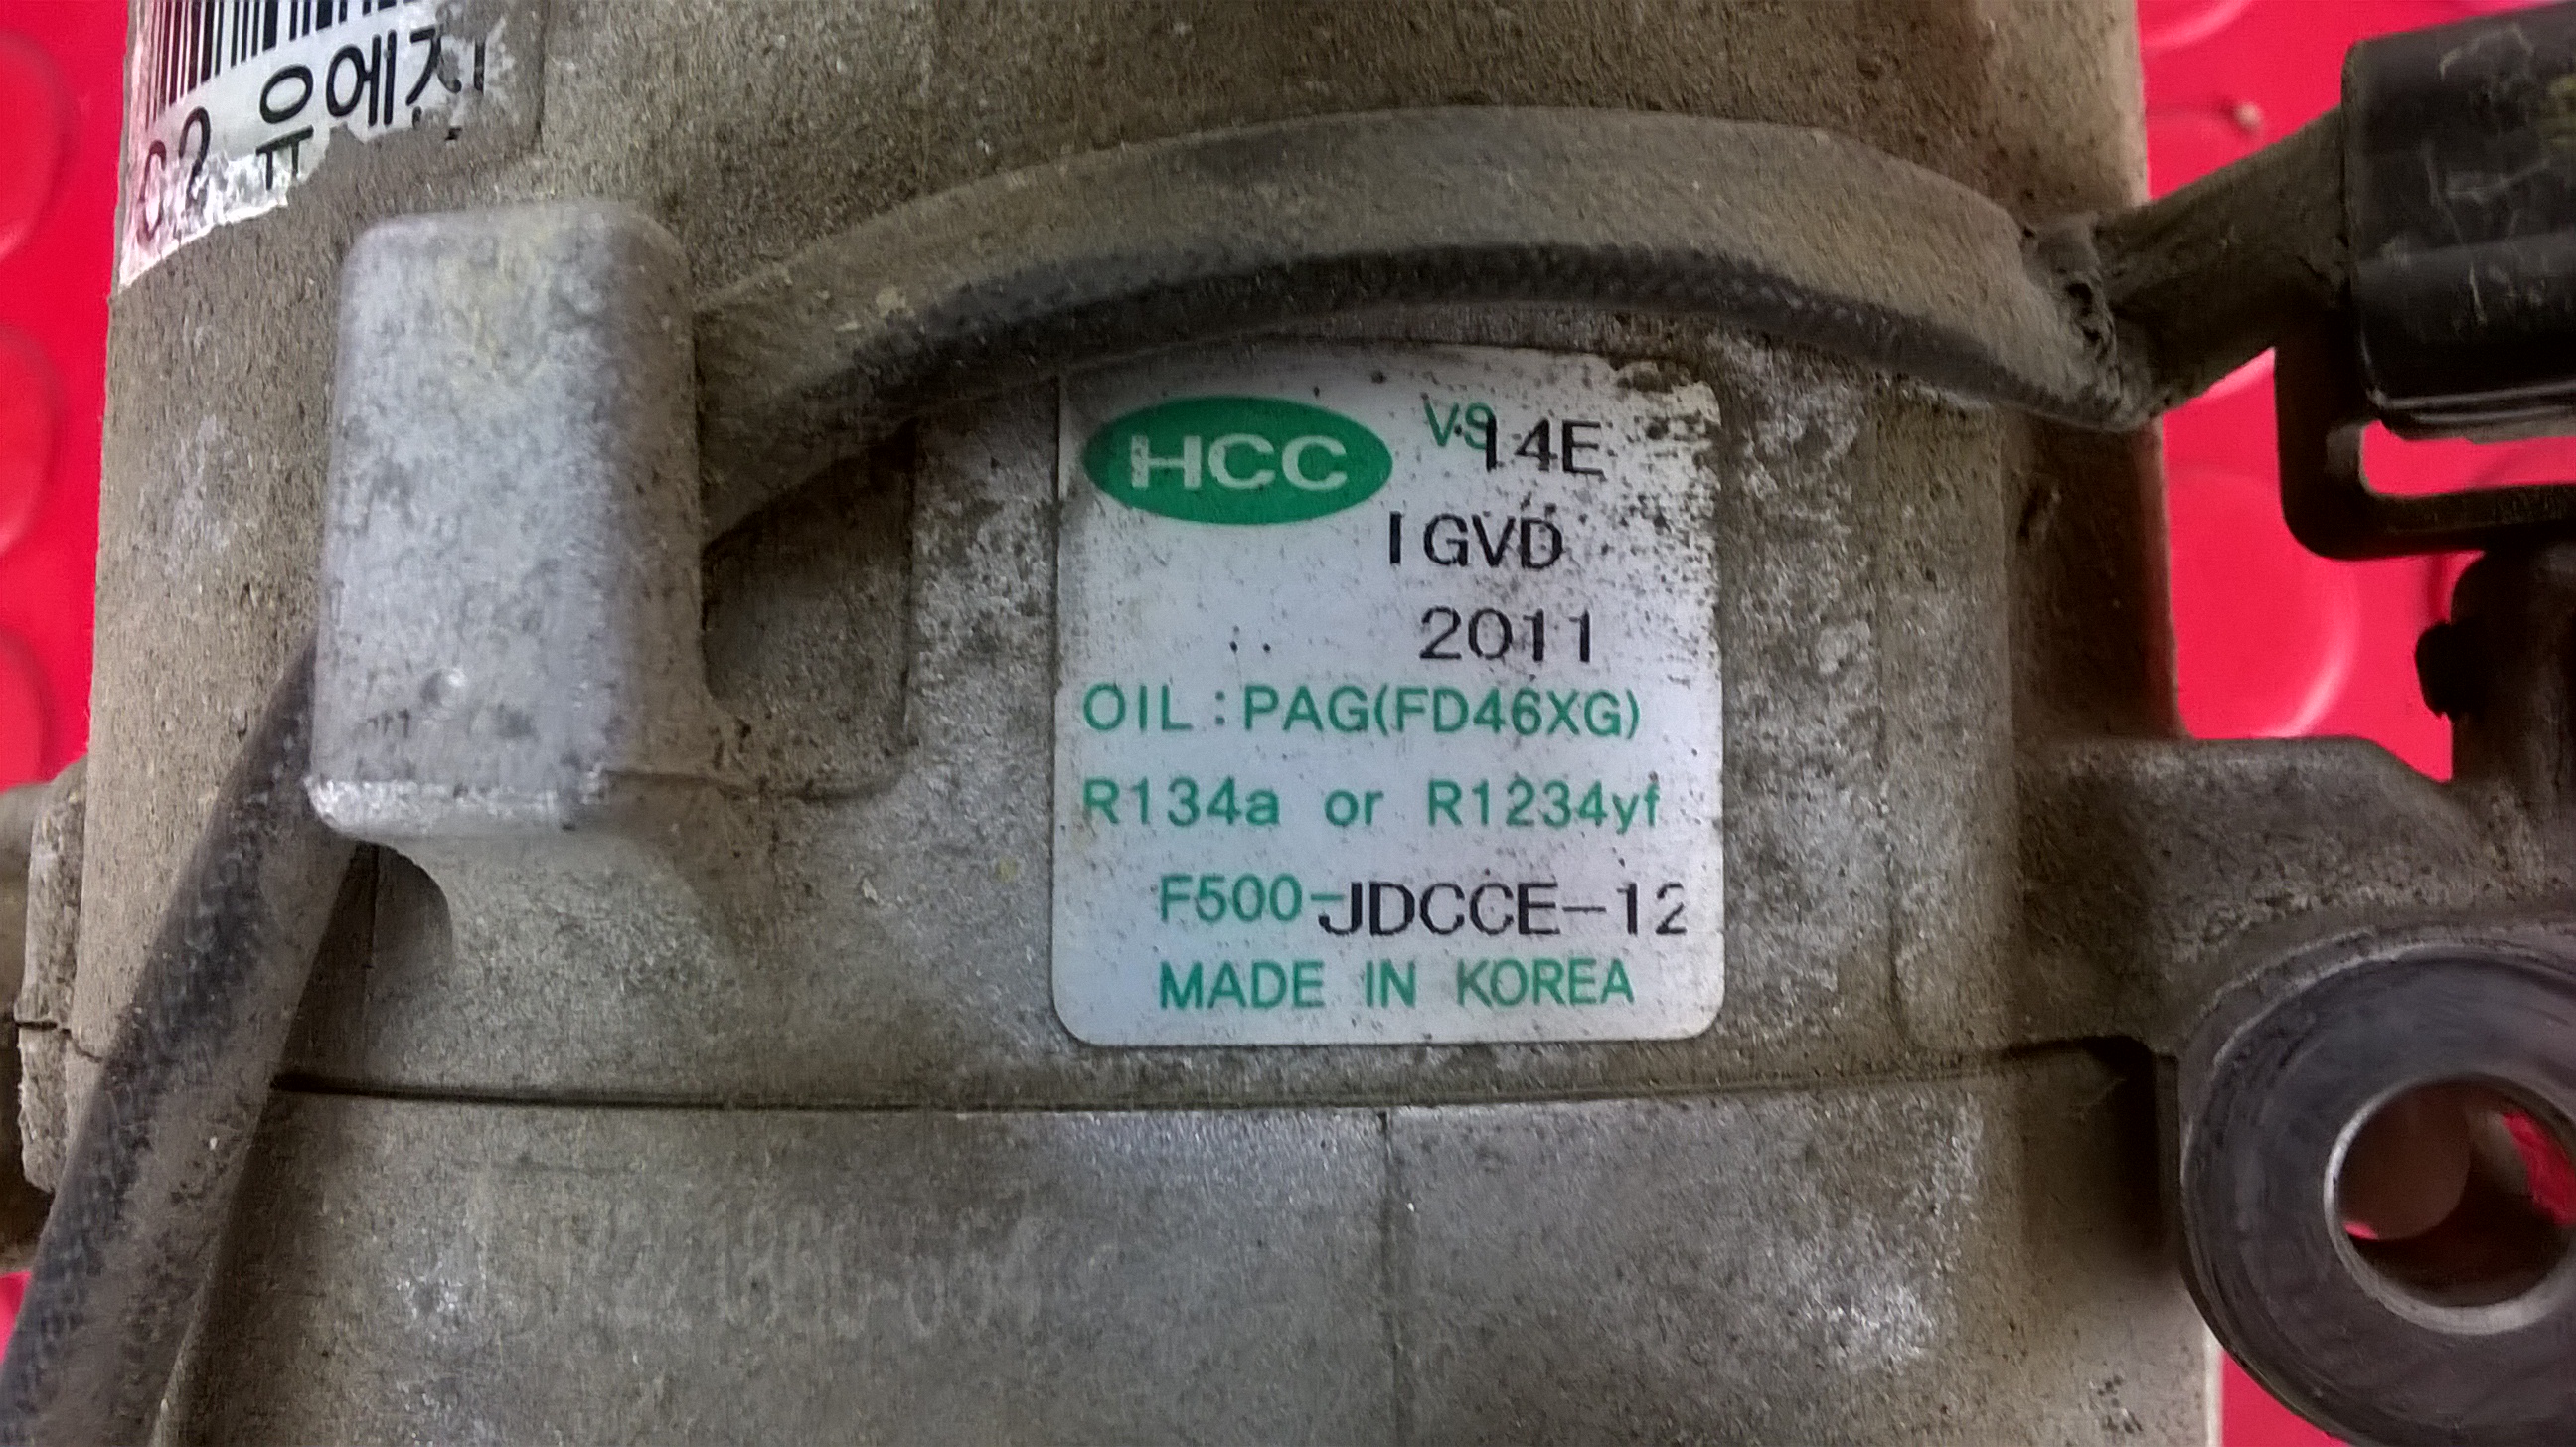 c2 유에진
HCC VS14E
IGVD
2011
OIL : PAG(FD46XG)
R134a or R1234yf
F500-JDCCE-12
MADE IN KOREA